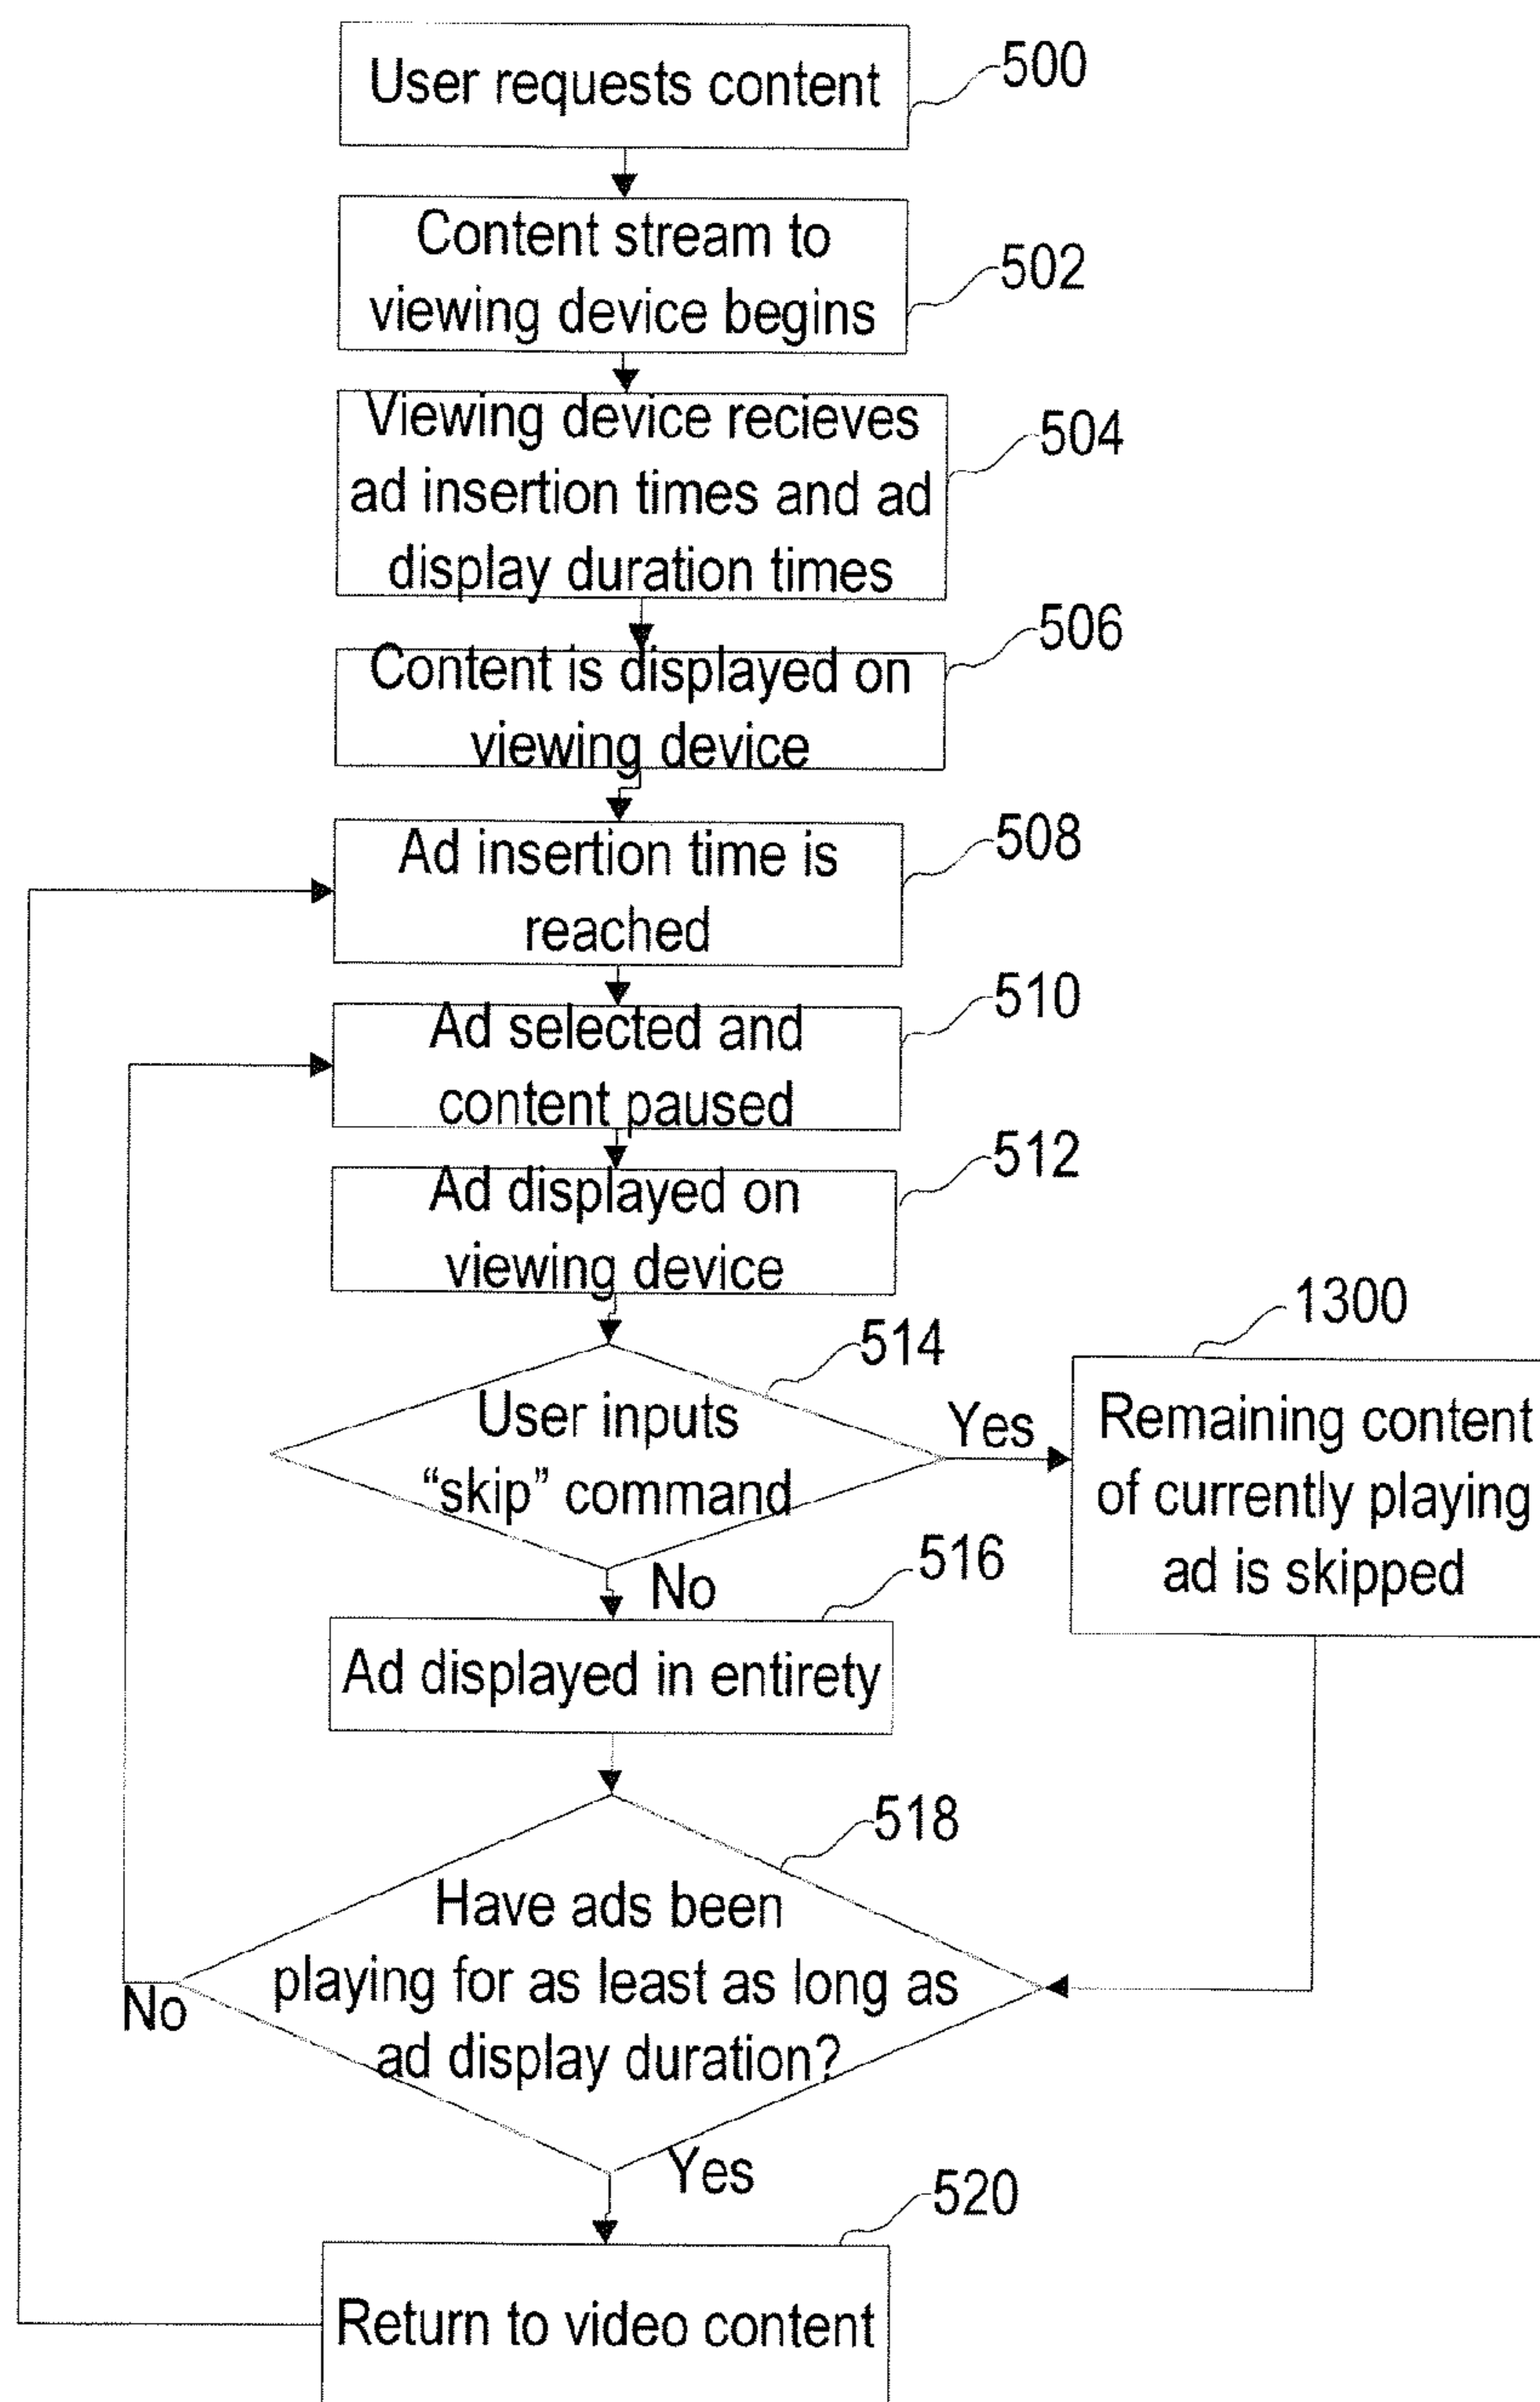 User requests content
500
Content stream to
viewing device begins
502
Viewing device recieves
ad insertion times and ad
display duration times
504
Content is displayed on
viewing device
506
Ad insertion time is
reached
508
Ad selected and
content paused
510
Ad displayed on
viewing device
512
User inputs
“skip” command
514
Yes
1300
Remaining content
of currently playing
ad is skipped
No
516
Ad displayed in entirety
518
Have ads been
playing for as least as long as
ad display duration?
No
Yes
520
Return to video content